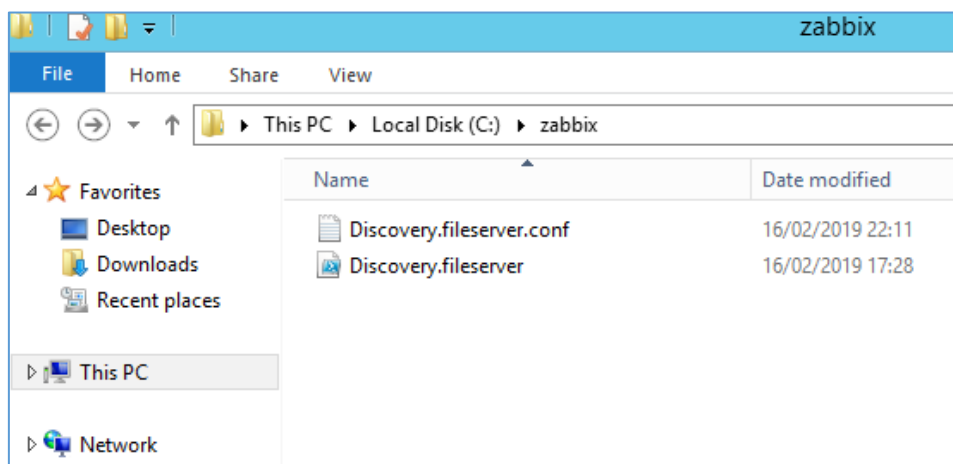 zabbix
File Home Share View
This PC Local Disk (C:) zabbix
Name Date modified
Favorites
Desktop
Downloads
Recent places
This PC
Network
Discovery.fileserver.conf 16/02/2019 22:11
Discovery.fileserver 16/02/2019 17:28